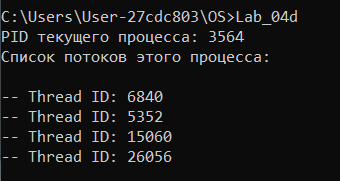 C:\Users\User-27cdc803\OS>Lab_04d
PID текущего процесса: 3564
Список потоков этого процесса:
-- Thread ID: 6840
-- Thread ID: 5352
-- Thread ID: 15060
-- Thread ID: 26056